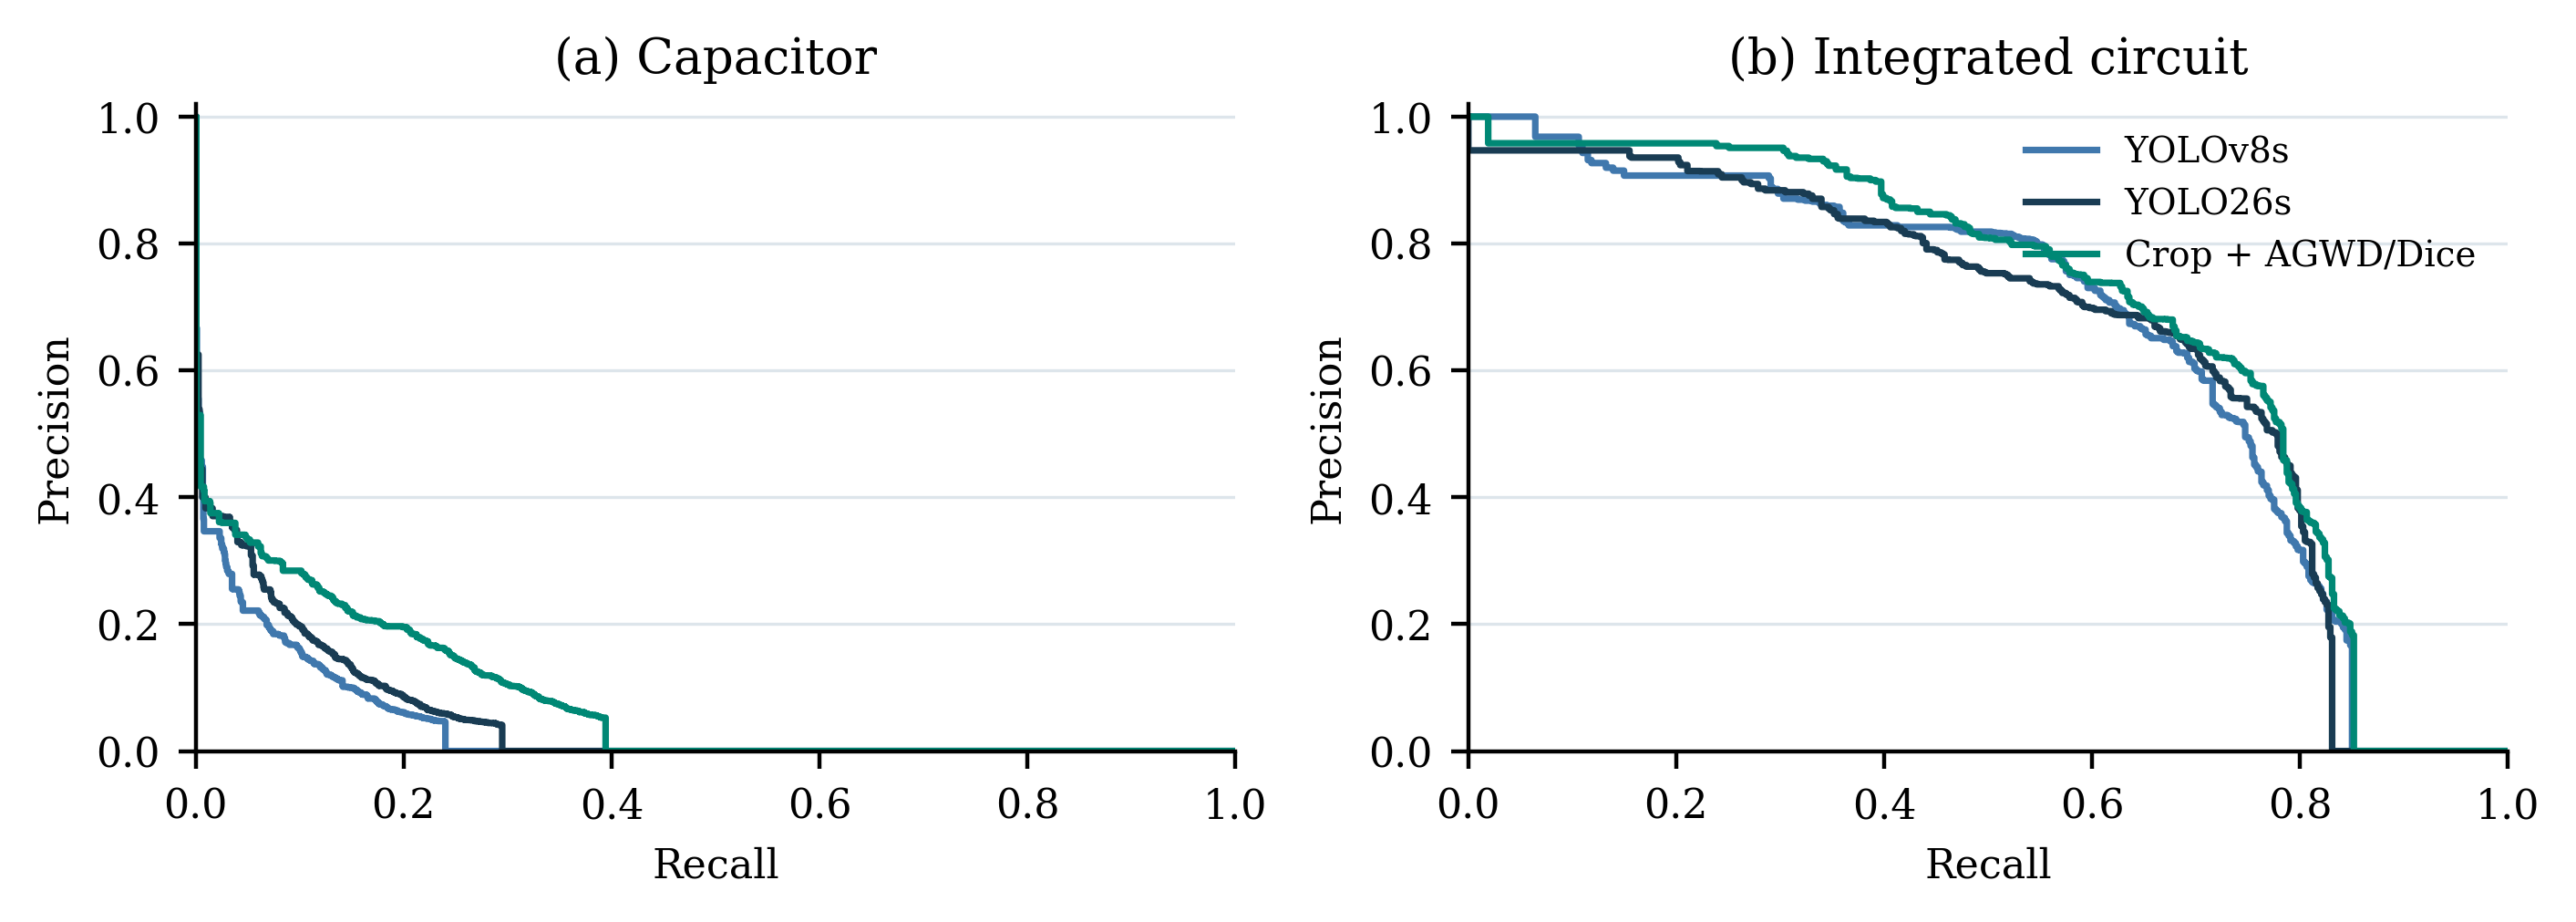 (a) Capacitor
1.0
0.8
0.6
0.4
0.2
0.0
Precision
0.0 0.2 0.4 0.6 0.8 1.0
Recall
(b) Integrated circuit
1.0
0.8
0.6
0.4
0.2
0.0
Precision
YOLOv8s
YOLO26s
Crop + AGWD/Dice
0.0 0.2 0.4 0.6 0.8 1.0
Recall